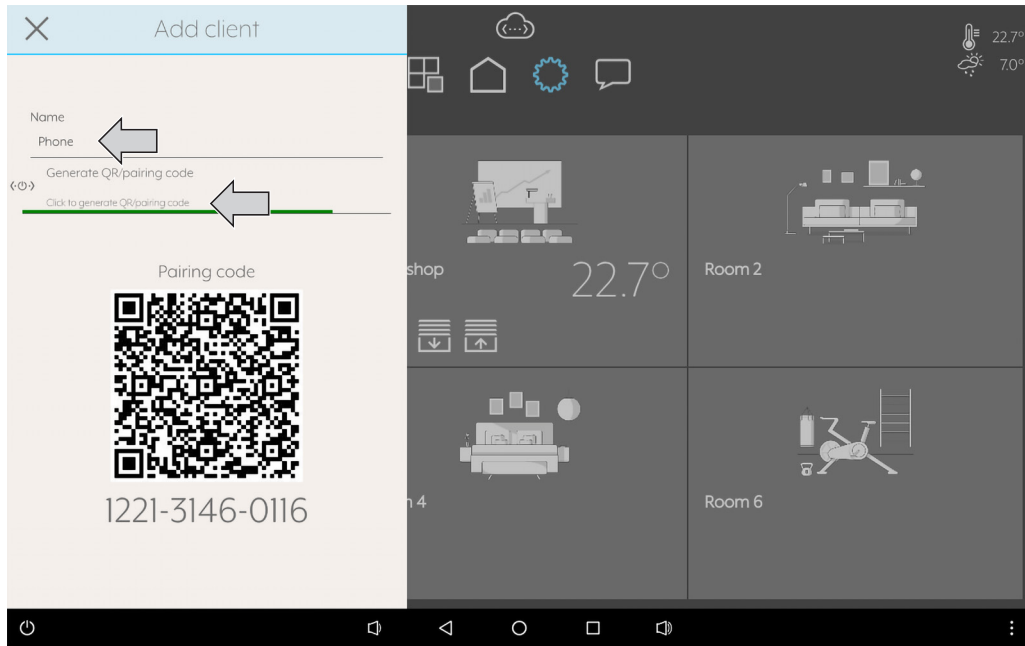 Add client
22.7°
7.0°
Name
Phone
Generate QR/pairing code
Click to generate QR/pairing code
Pairing code
1221-3146-0116
shop
22.7°
Room 2
4
Room 6